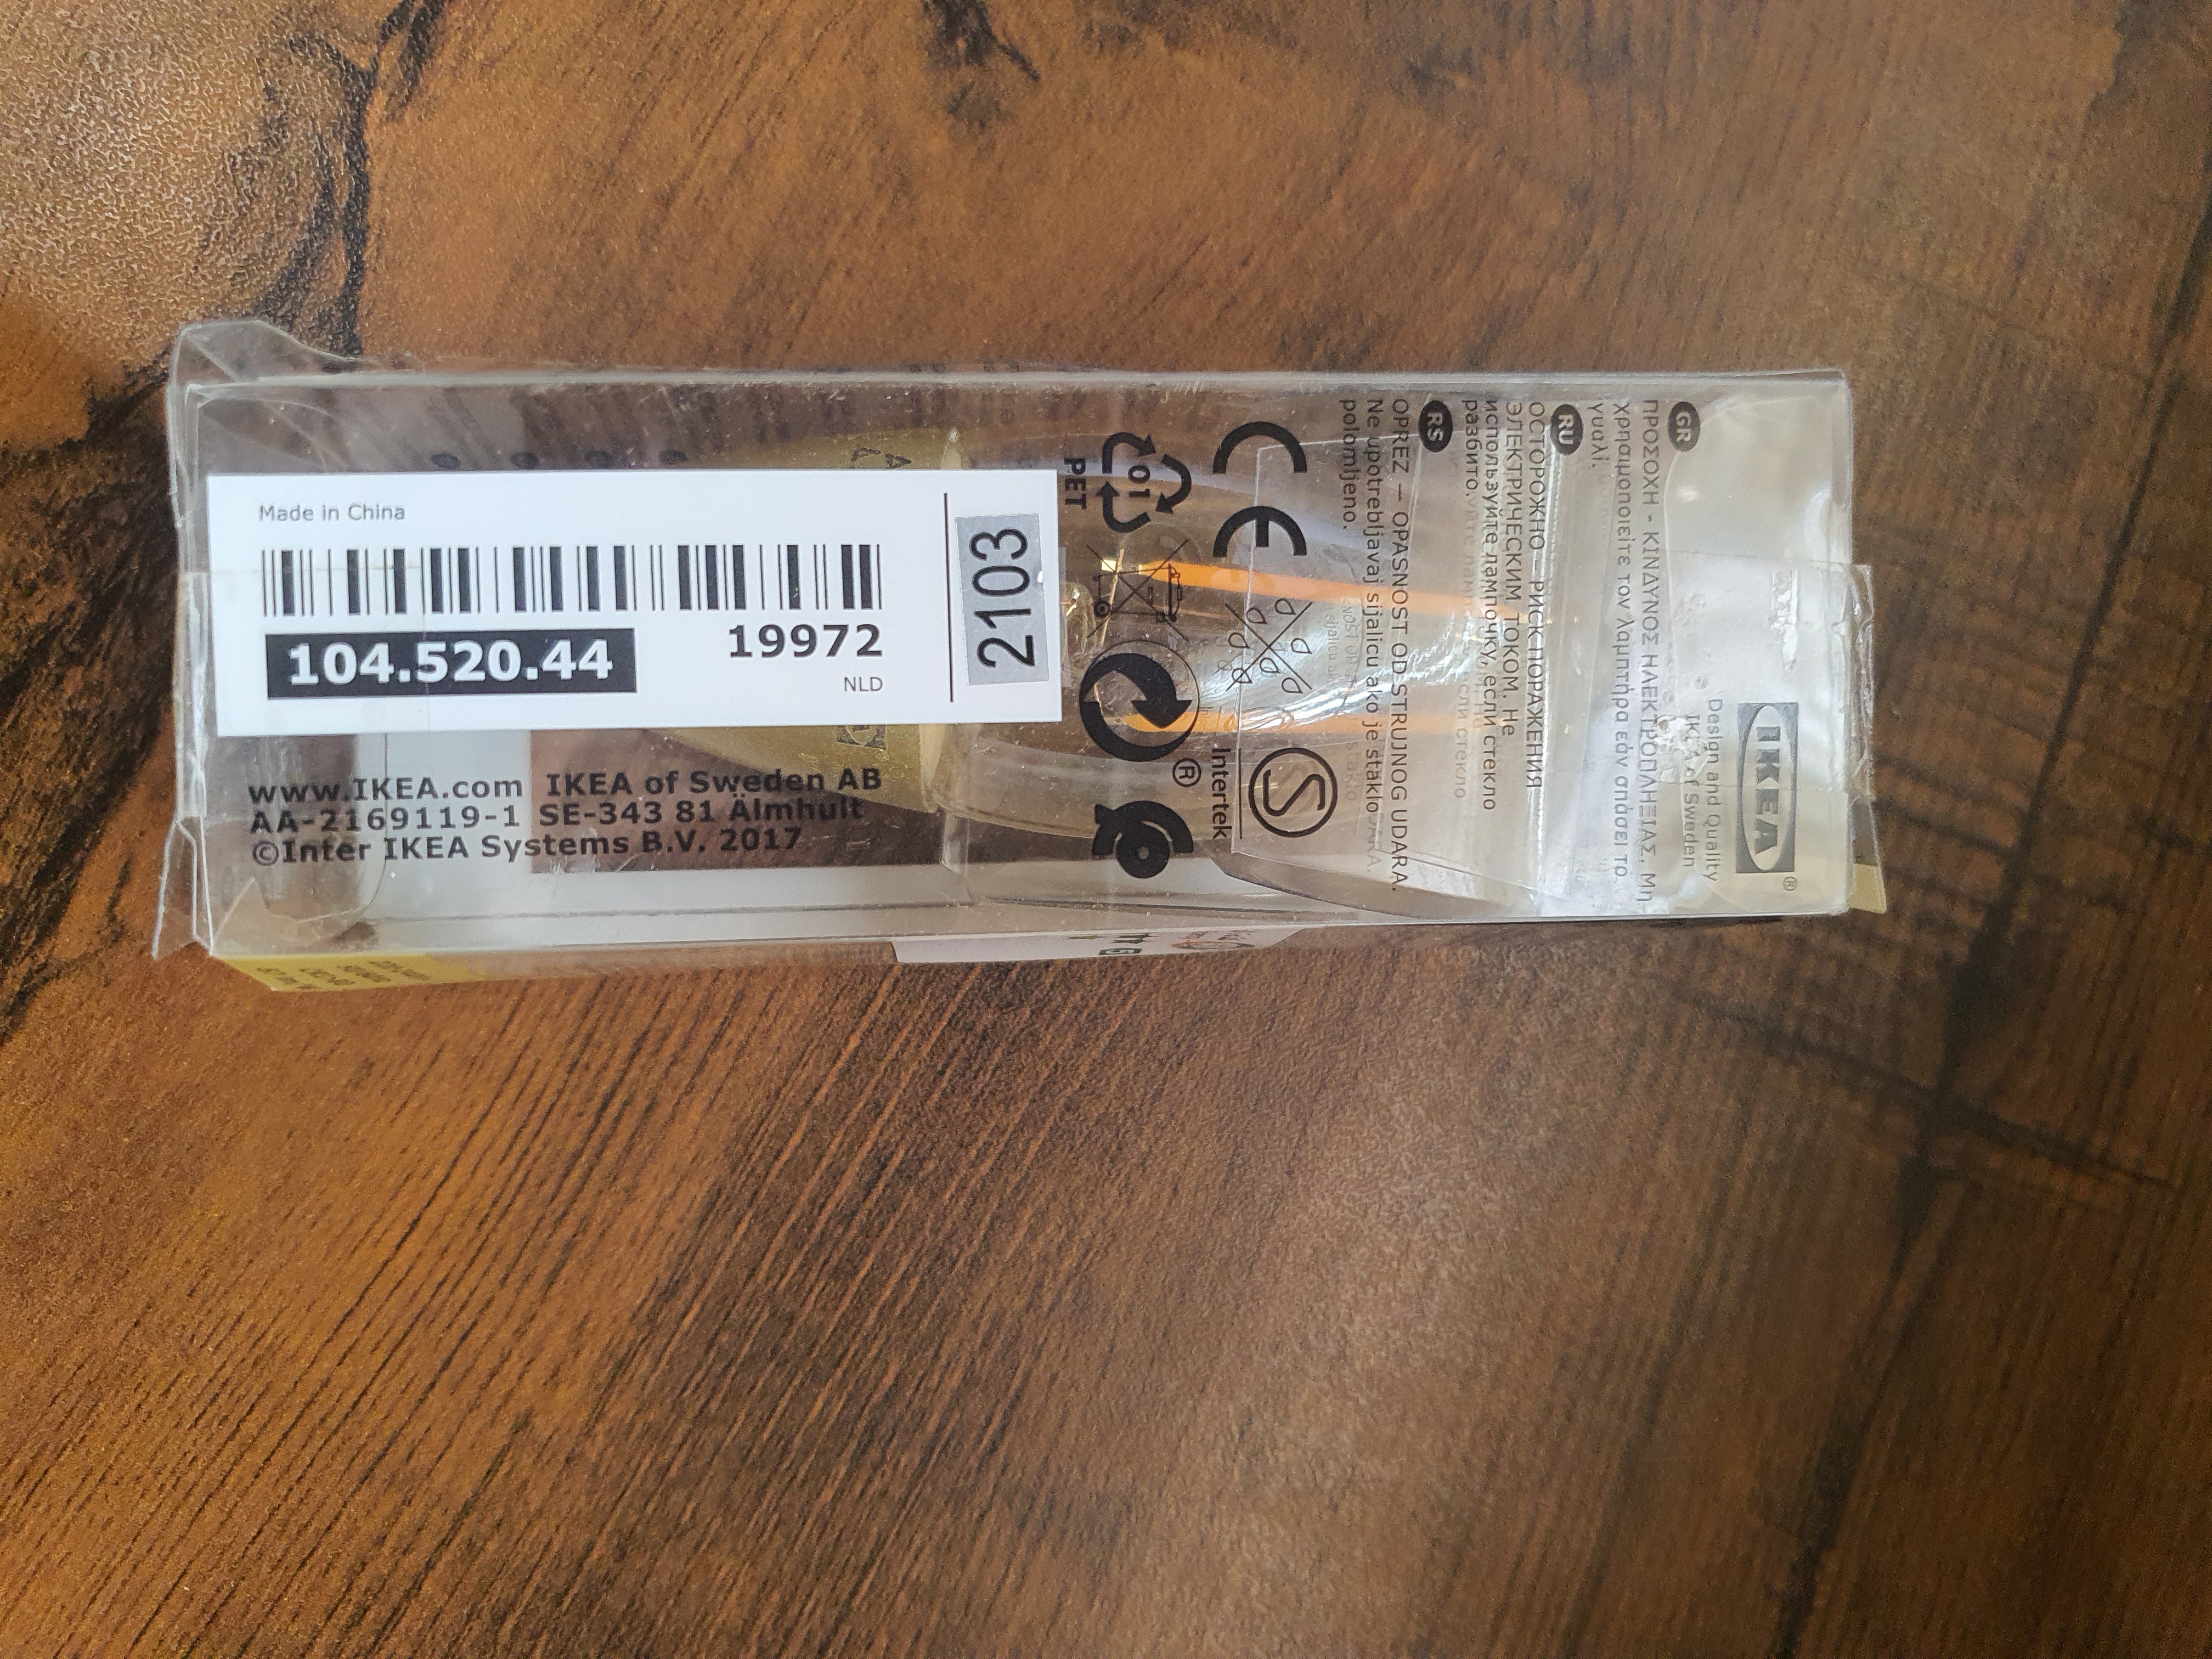 Made in China
104.520.44
19972
NLD
2103
www.IKEA.com IKEA of Sweden AB
AA-2169119-1 SE-343 81 Älmhult
©Inter IKEA Systems B.V. 2017
IKEA®
Design and Quality
IKEA of Sweden
GR
ΠΡΟΣΟΧΗ - ΚΙΝΔΥΝΟΣ ΗΛΕΚΤΡΟΠΛΗΞΙΑΣ. Μη
χρησιμοποιείτε τον λαμπτήρα εάν σπάσει το
γυαλί.
RU
ОСТОРОЖНО – РИСК ПОРАЖЕНИЯ
ЭЛЕКТРИЧЕСКИМ ТОКОМ. Не
используйте лампочку, если стекло
разбито.
RS
OPREZ — OPASNOST OD STRUJNOG UDARA.
Ne upotrebljavaj sijalicu ako je staklo
polomljeno.
CE
S
Intertek
01
PET
®